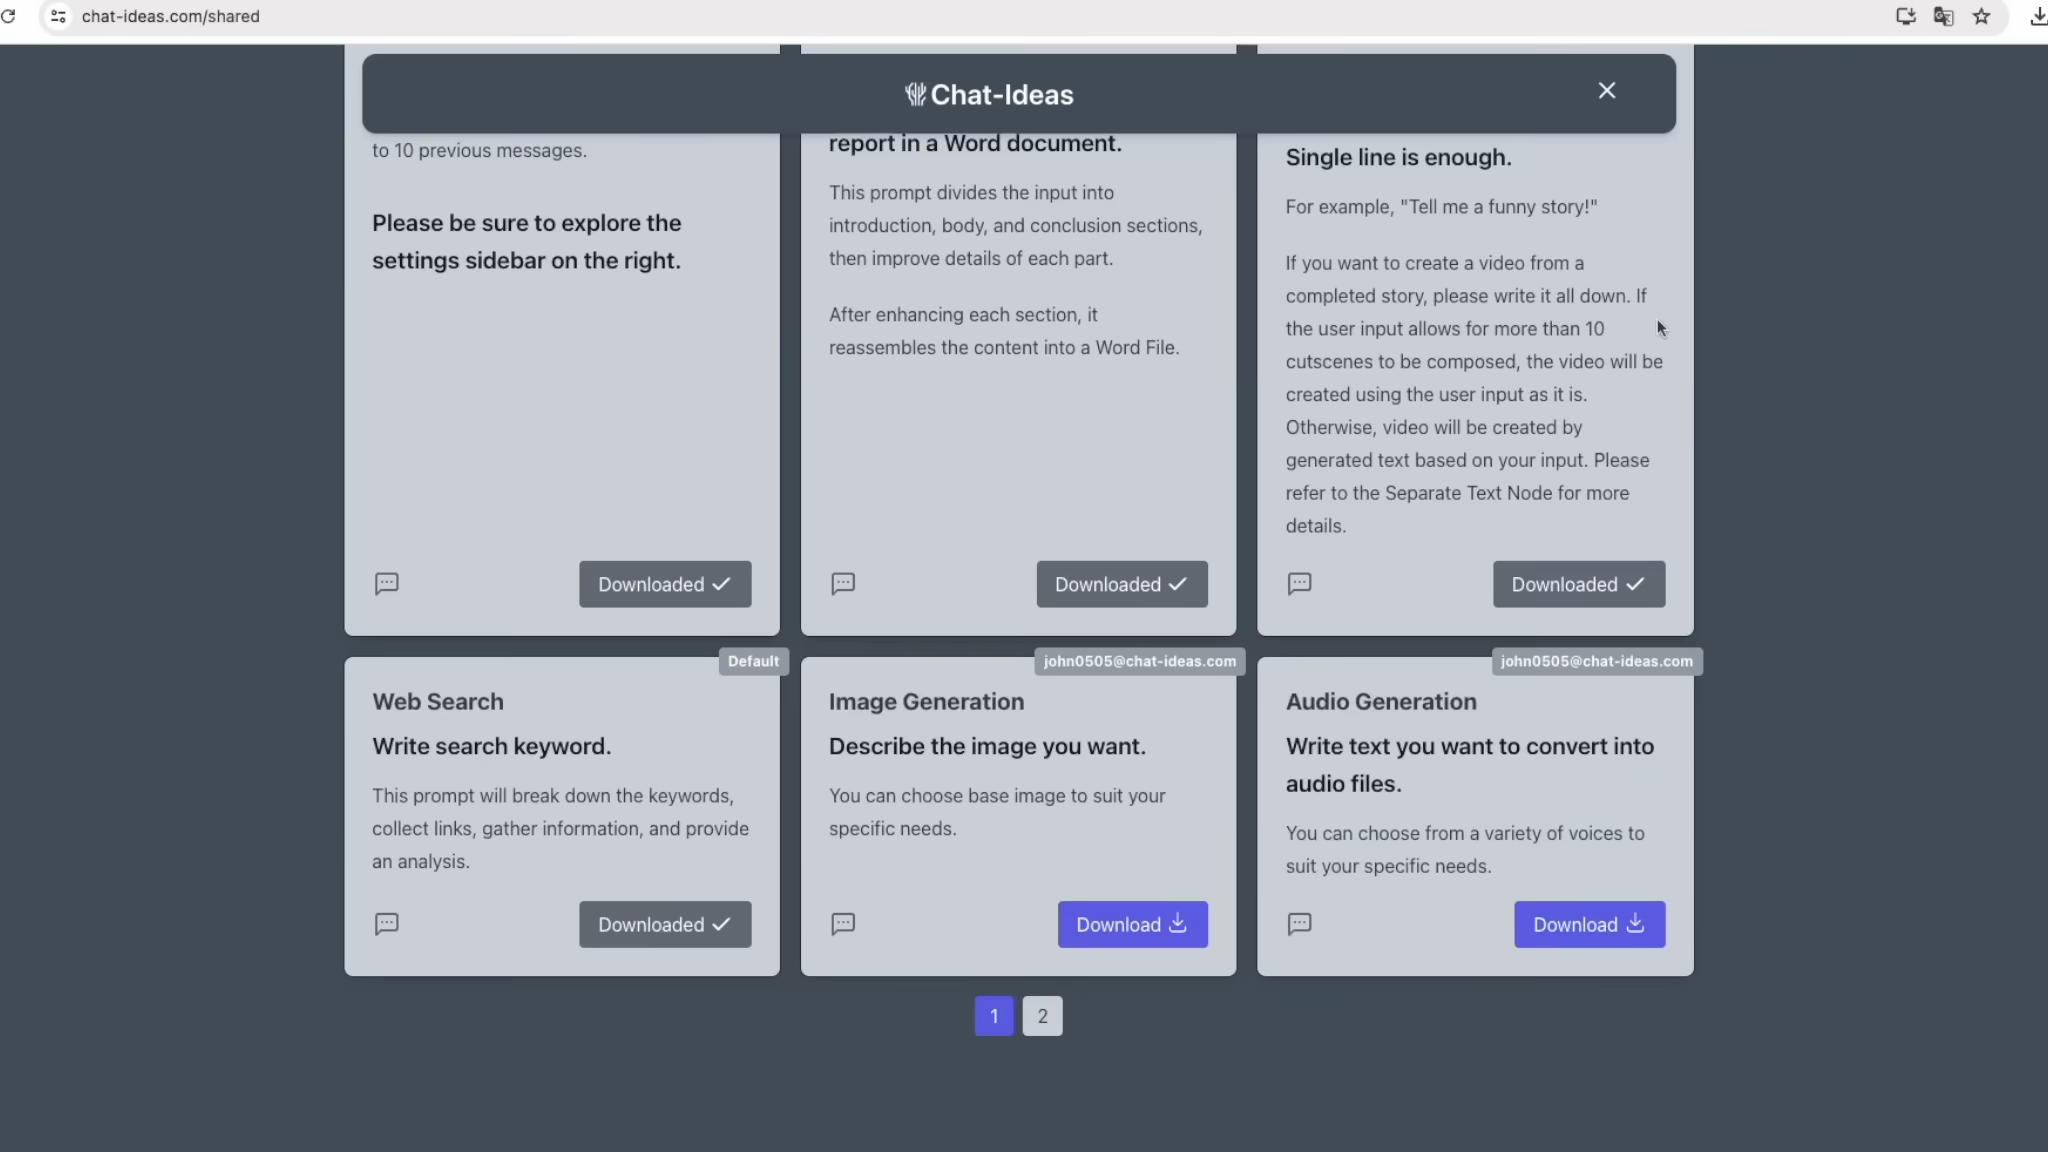 chat-ideas.com/shared
Chat-Ideas
to 10 previous messages.
Please be sure to explore the
settings sidebar on the right.
Downloaded
report in a Word document.
This prompt divides the input into
introduction, body, and conclusion sections,
then improve details of each part.
After enhancing each section, it
reassembles the content into a Word File.
Downloaded
Single line is enough.
For example, "Tell me a funny story!"
If you want to create a video from a
completed story, please write it all down. If
the user input allows for more than 10
cutscenes to be composed, the video will be
created using the user input as it is.
Otherwise, video will be created by
generated text based on your input. Please
refer to the Separate Text Node for more
details.
Downloaded
Default
Web Search
Write search keyword.
This prompt will break down the keywords,
collect links, gather information, and provide
an analysis.
Downloaded
john0505@chat-ideas.com
Image Generation
Describe the image you want.
You can choose base image to suit your
specific needs.
Download
john0505@chat-ideas.com
Audio Generation
Write text you want to convert into
audio files.
You can choose from a variety of voices to
suit your specific needs.
Download
1 2